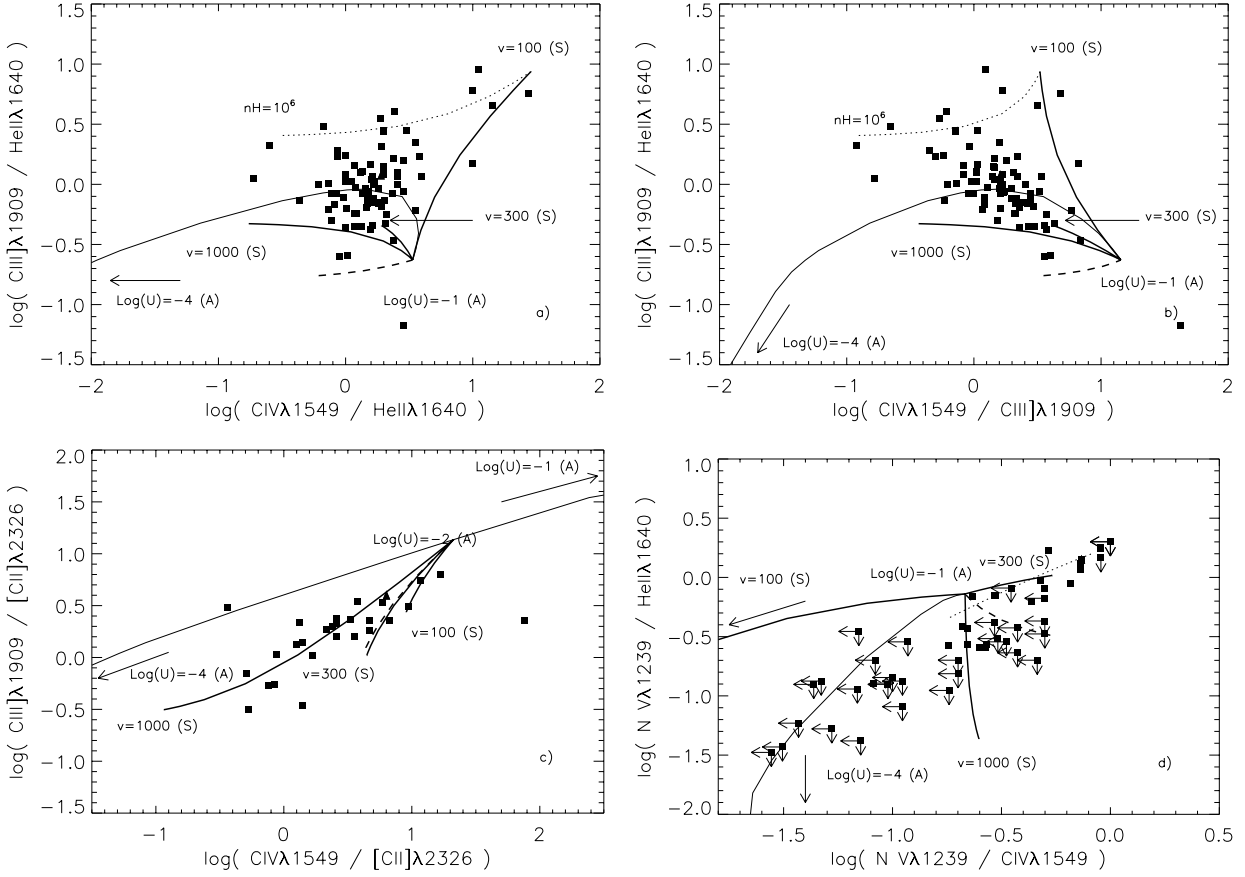 1.5
1.0
0.5
0.0
−0.5
−1.0
−1.5
−2
−1
0
1
2
log( CIII]λ1909 / HeIIλ1640 )
log( CIVλ1549 / HeIIλ1640 )
v=100 (S)
nH=10⁶
v=300 (S)
v=1000 (S)
Log(U)=−4 (A)
Log(U)=−1 (A)
a)
1.5
1.0
0.5
0.0
−0.5
−1.0
−1.5
−2
−1
0
1
2
log( CIII]λ1909 / HeIIλ1640 )
log( CIVλ1549 / CIII]λ1909 )
v=100 (S)
nH=10⁶
v=300 (S)
v=1000 (S)
Log(U)=−1 (A)
Log(U)=−4 (A)
b)
2.0
1.5
1.0
0.5
0.0
−0.5
−1.0
−1.5
−1
0
1
2
log( CIII]λ1909 / [CII]λ2326 )
log( CIVλ1549 / [CII]λ2326 )
Log(U)=−1 (A)
Log(U)=−2 (A)
v=100 (S)
v=300 (S)
Log(U)=−4 (A)
v=1000 (S)
c)
1.0
0.5
0.0
−0.5
−1.0
−1.5
−2.0
−1.5
−1.0
−0.5
0.0
0.5
log( N Vλ1239 / HeIIλ1640 )
log( N Vλ1239 / CIVλ1549 )
v=100 (S)
Log(U)=−1 (A)
v=300 (S)
v=1000 (S)
Log(U)=−4 (A)
d)